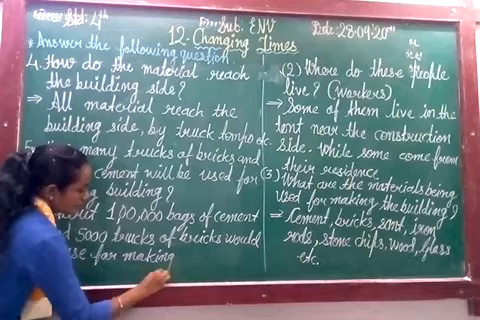 Std: 4th
Sub: ENV
Date 28.09.20
12. Changing Times
* Answer the following question.
4. How do the material reach
the building side?
⇒ All material reach the
building side, by truck tempo etc.
many trucks of bricks and
cement will be used for
building?
1,00,000 bags of cement
5000 trucks of bricks would
use for making
(2) Where do these People
live? (workers)
⇒ Some of them live in the
tent near the construction
side. While some come from
their residence
(3) What are the materials being
used for making the building?
⇒ Cement, bricks, sant, iron
rods, stone chips, wood, glass
etc.